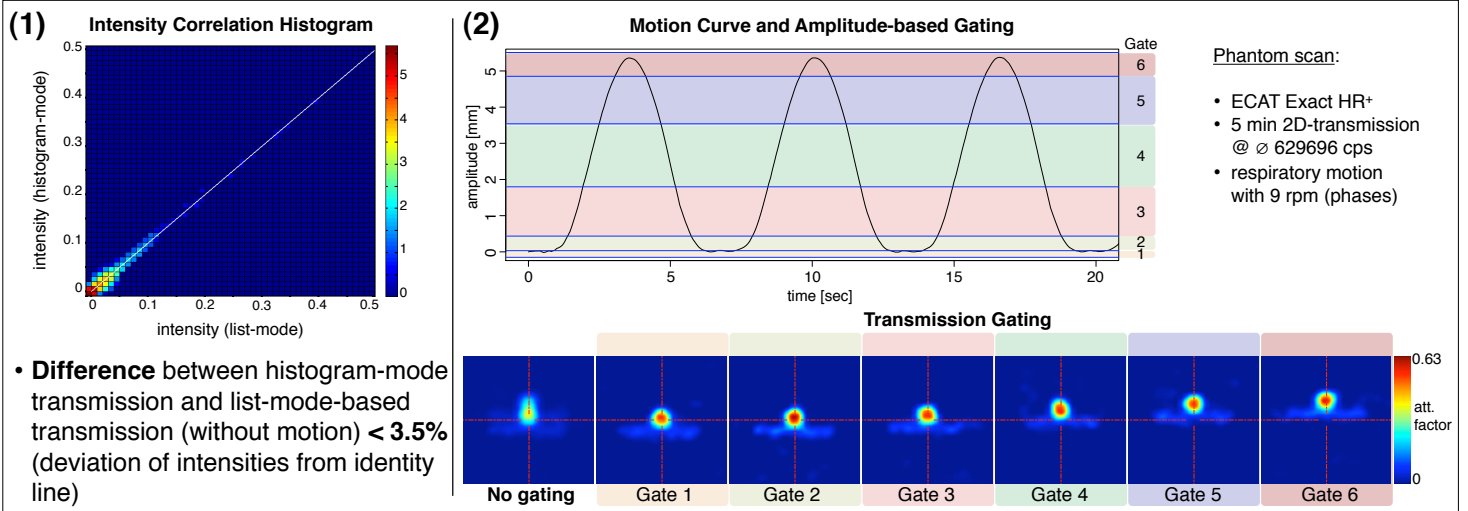 (1)
Intensity Correlation Histogram
0.5
0.4
0.3
0.2
0.1
0
intensity (histogram-mode)
0 0.1 0.2 0.3 0.4 0.5
intensity (list-mode)
5
4
3
2
1
0
• Difference between histogram-mode
transmission and list-mode-based
transmission (without motion) < 3.5%
(deviation of intensities from identity
line)
(2)
Motion Curve and Amplitude-based Gating
Gate
6
5
4
3
2
1
amplitude [mm]
5
4
3
2
1
0
0 5 10 15 20
time [sec]
Phantom scan:
• ECAT Exact HR+
• 5 min 2D-transmission
@ ∅ 629696 cps
• respiratory motion
with 9 rpm (phases)
Transmission Gating
0.63
att.
factor
0
No gating Gate 1 Gate 2 Gate 3 Gate 4 Gate 5 Gate 6